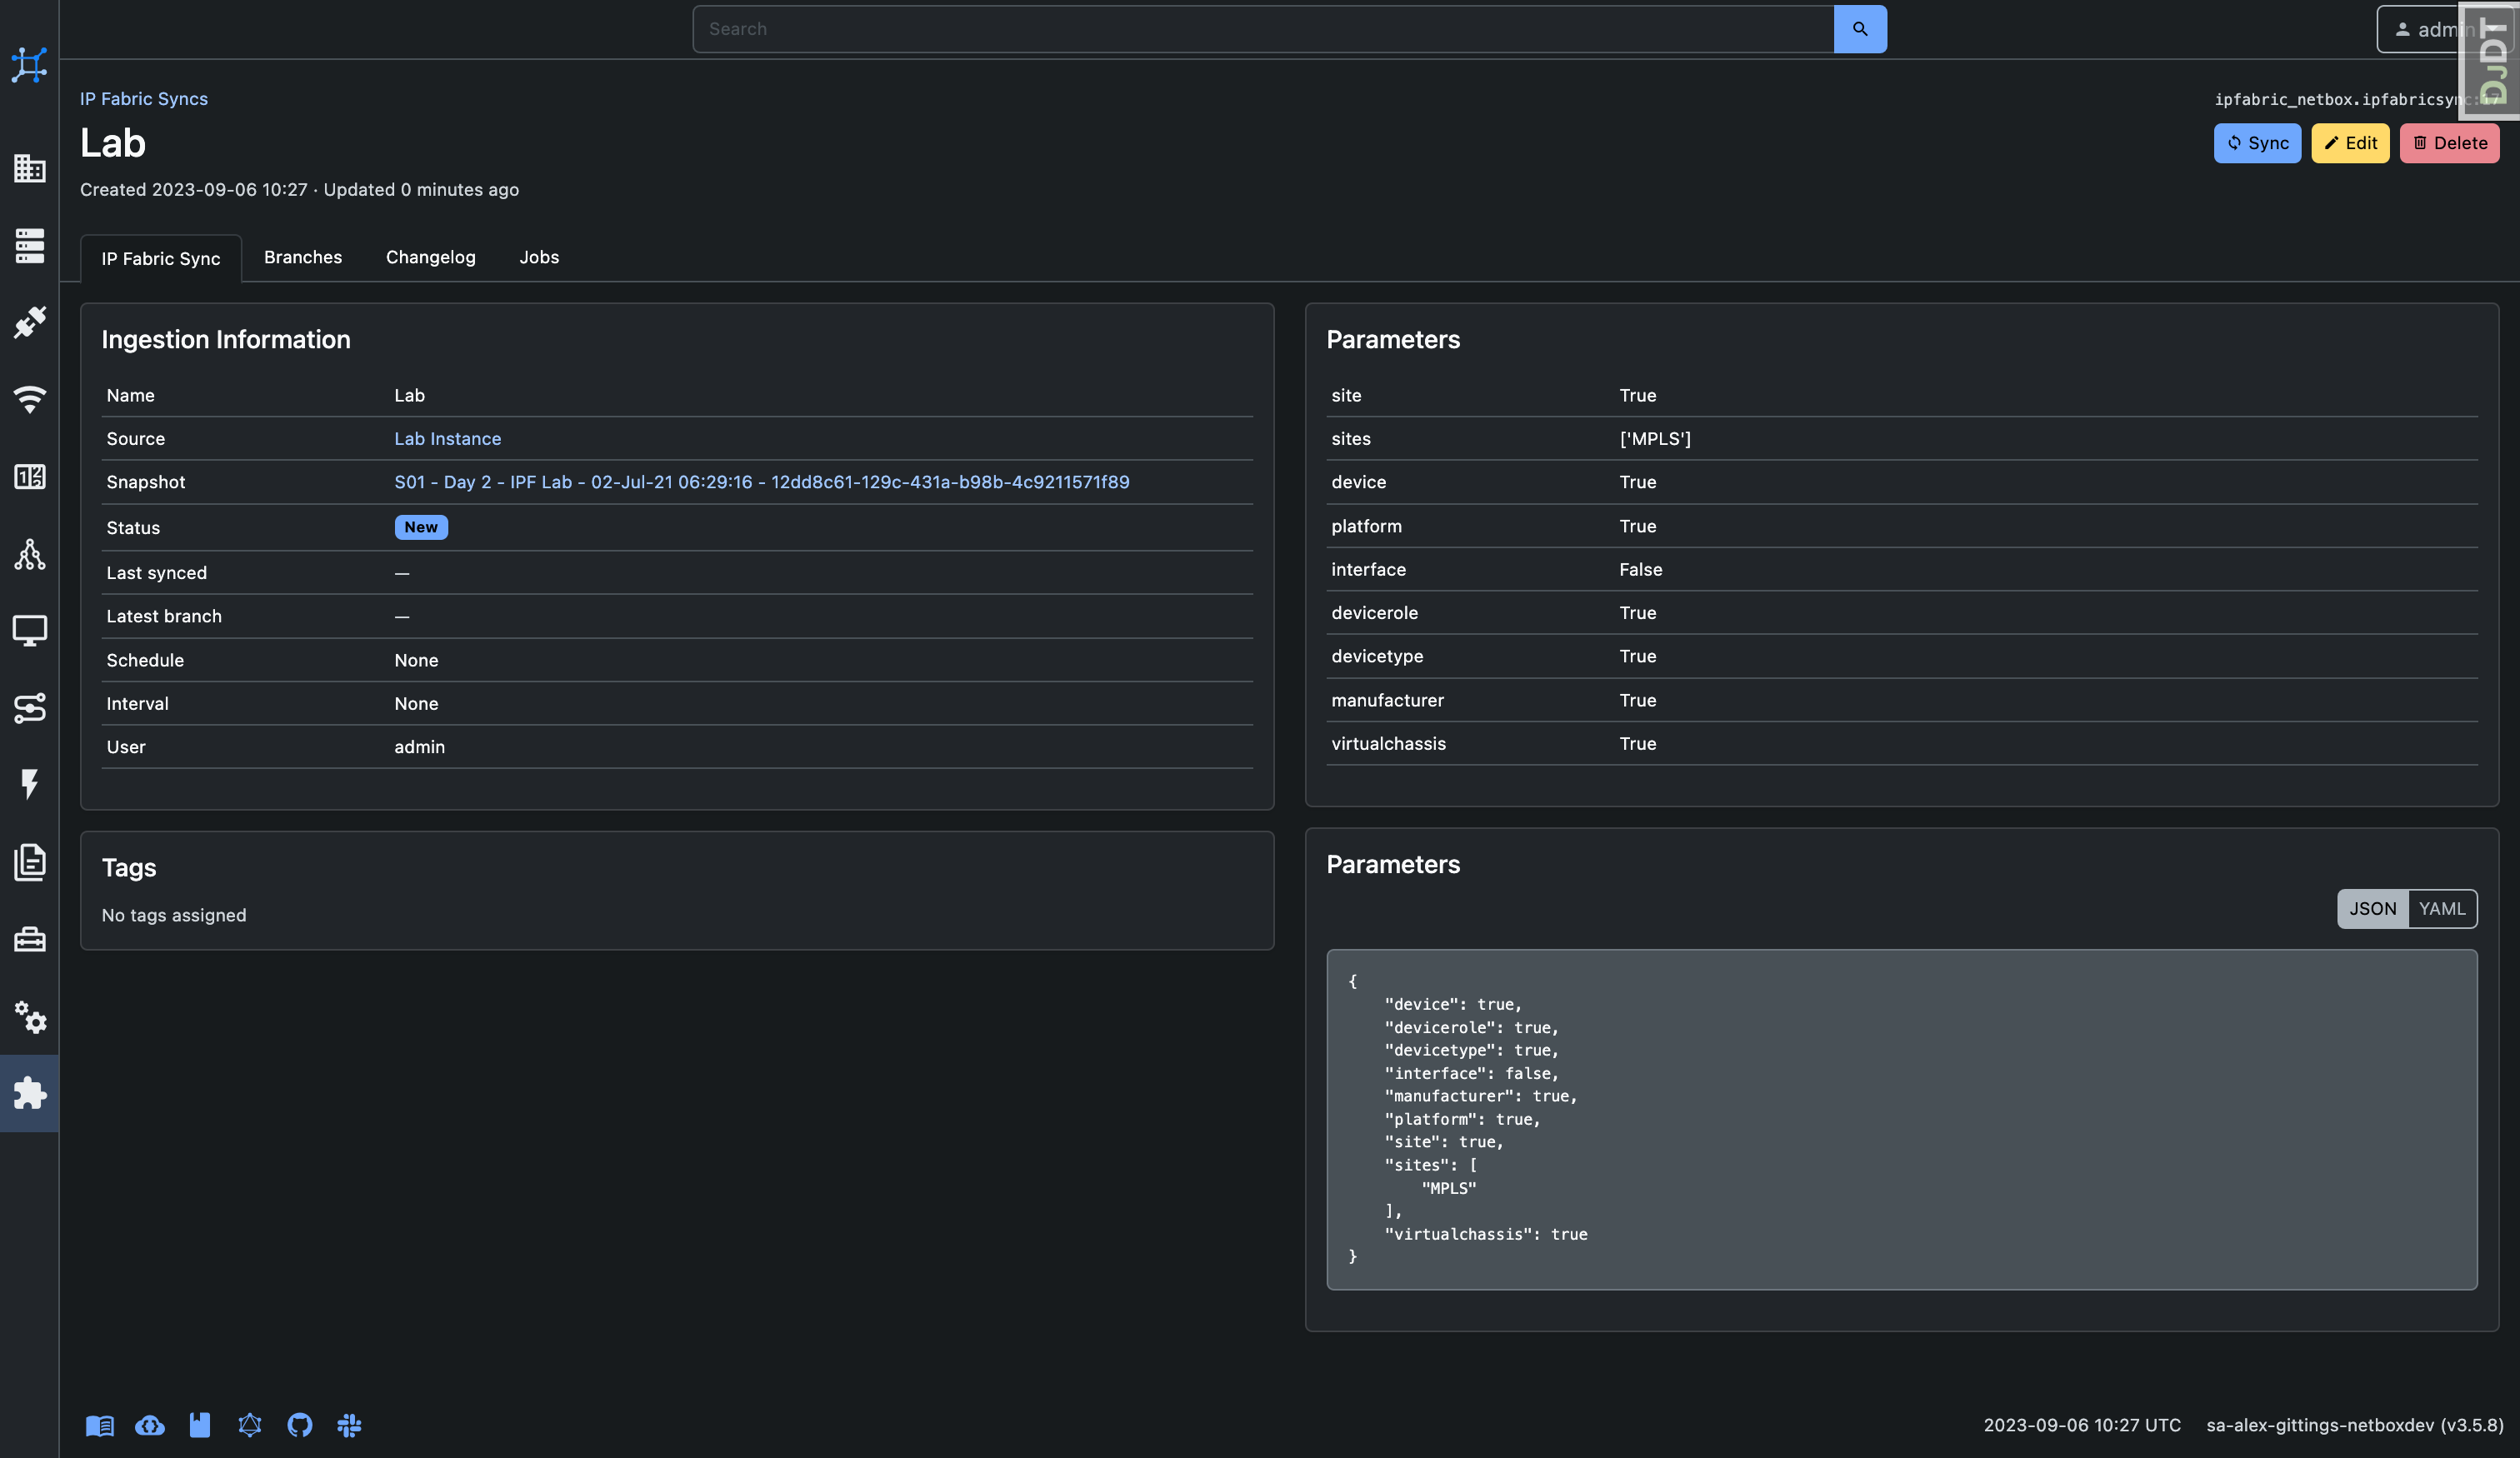 Search
admin
DJDT
IP Fabric Syncs
ipfabric_netbox.ipfabricsync:17
Lab
Sync
Edit
Delete
Created 2023-09-06 10:27 · Updated 0 minutes ago
IP Fabric Sync
Branches
Changelog
Jobs
Ingestion Information
Name Lab
Source Lab Instance
Snapshot S01 - Day 2 - IPF Lab - 02-Jul-21 06:29:16 - 12dd8c61-129c-431a-b98b-4c9211571f89
Status New
Last synced —
Latest branch —
Schedule None
Interval None
User admin
Tags
No tags assigned
Parameters
site True
sites ['MPLS']
device True
platform True
interface False
devicerole True
devicetype True
manufacturer True
virtualchassis True
Parameters
JSON YAML
{
    "device": true,
    "devicerole": true,
    "devicetype": true,
    "interface": false,
    "manufacturer": true,
    "platform": true,
    "site": true,
    "sites": [
        "MPLS"
    ],
    "virtualchassis": true
}
2023-09-06 10:27 UTC sa-alex-gittings-netboxdev (v3.5.8)